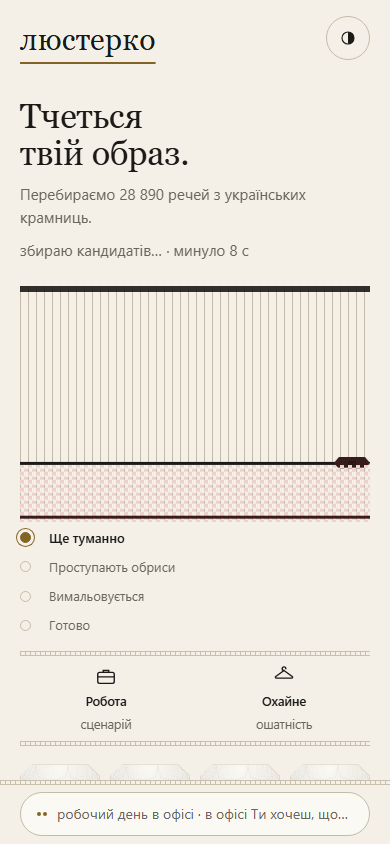 люстерко
Тчеться
твій образ.
Перебираємо 28 890 речей з українських
крамниць.
збираю кандидатів... · минуло 8 с
Ще туманно
Проступають обриси
Вимальовується
Готово
Робота
сценарій
Охайне
ошатність
робочий день в офісі · в офісі Ти хочеш, що...